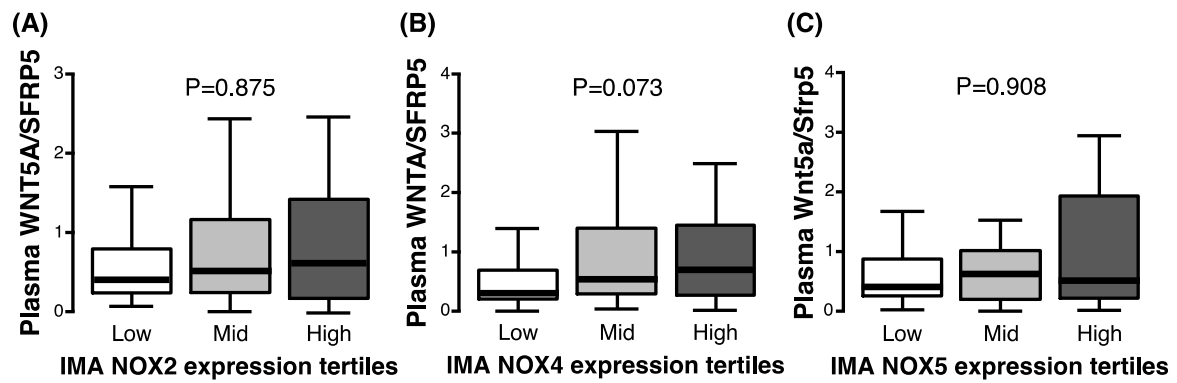 (A)
Plasma WNT5A/SFRP5
3
2
1
0
P=0.875
Low Mid High
IMA NOX2 expression tertiles
(B)
Plasma WNTA/SFRP5
4
3
2
1
0
P=0.073
Low Mid High
IMA NOX4 expression tertiles
(C)
Plasma Wnt5a/Sfrp5
4
3
2
1
0
P=0.908
Low Mid High
IMA NOX5 expression tertiles